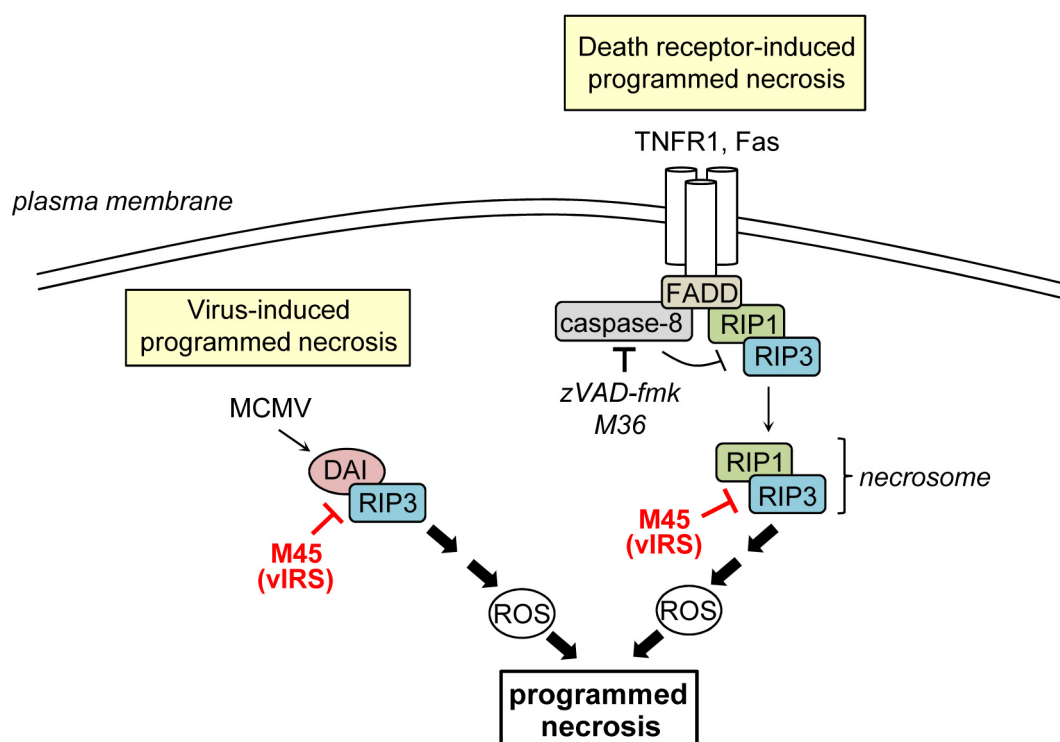 Death receptor-induced
programmed necrosis
TNFR1, Fas
plasma membrane
FADD
caspase-8
RIP1
RIP3
zVAD-fmk
M36
Virus-induced
programmed necrosis
MCMV
DAI
RIP3
M45
(vIRS)
RIP1
RIP3
necrosome
M45
(vIRS)
ROS
ROS
programmed
necrosis